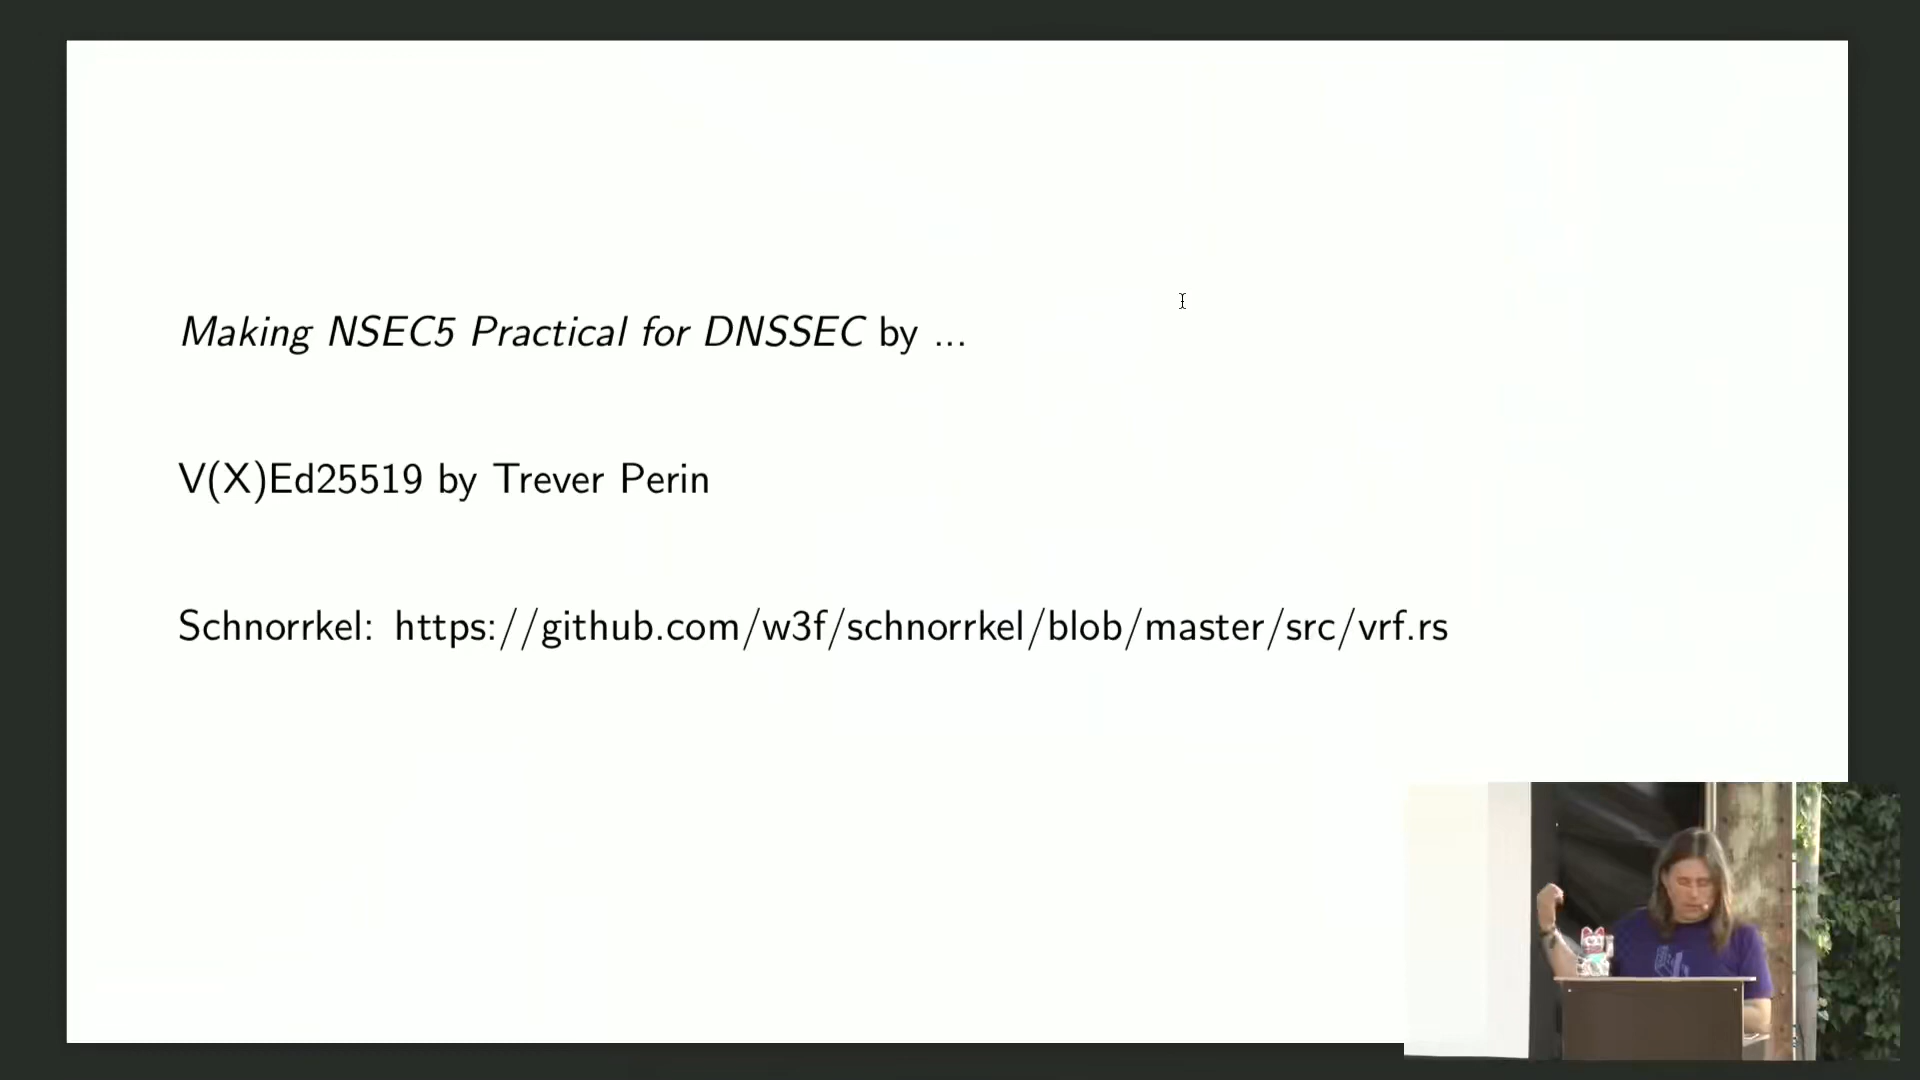 Making NSEC5 Practical for DNSSEC by ...
V(X)Ed25519 by Trever Perin
Schnorrkel: https://github.com/w3f/schnorrkel/blob/master/src/vrf.rs